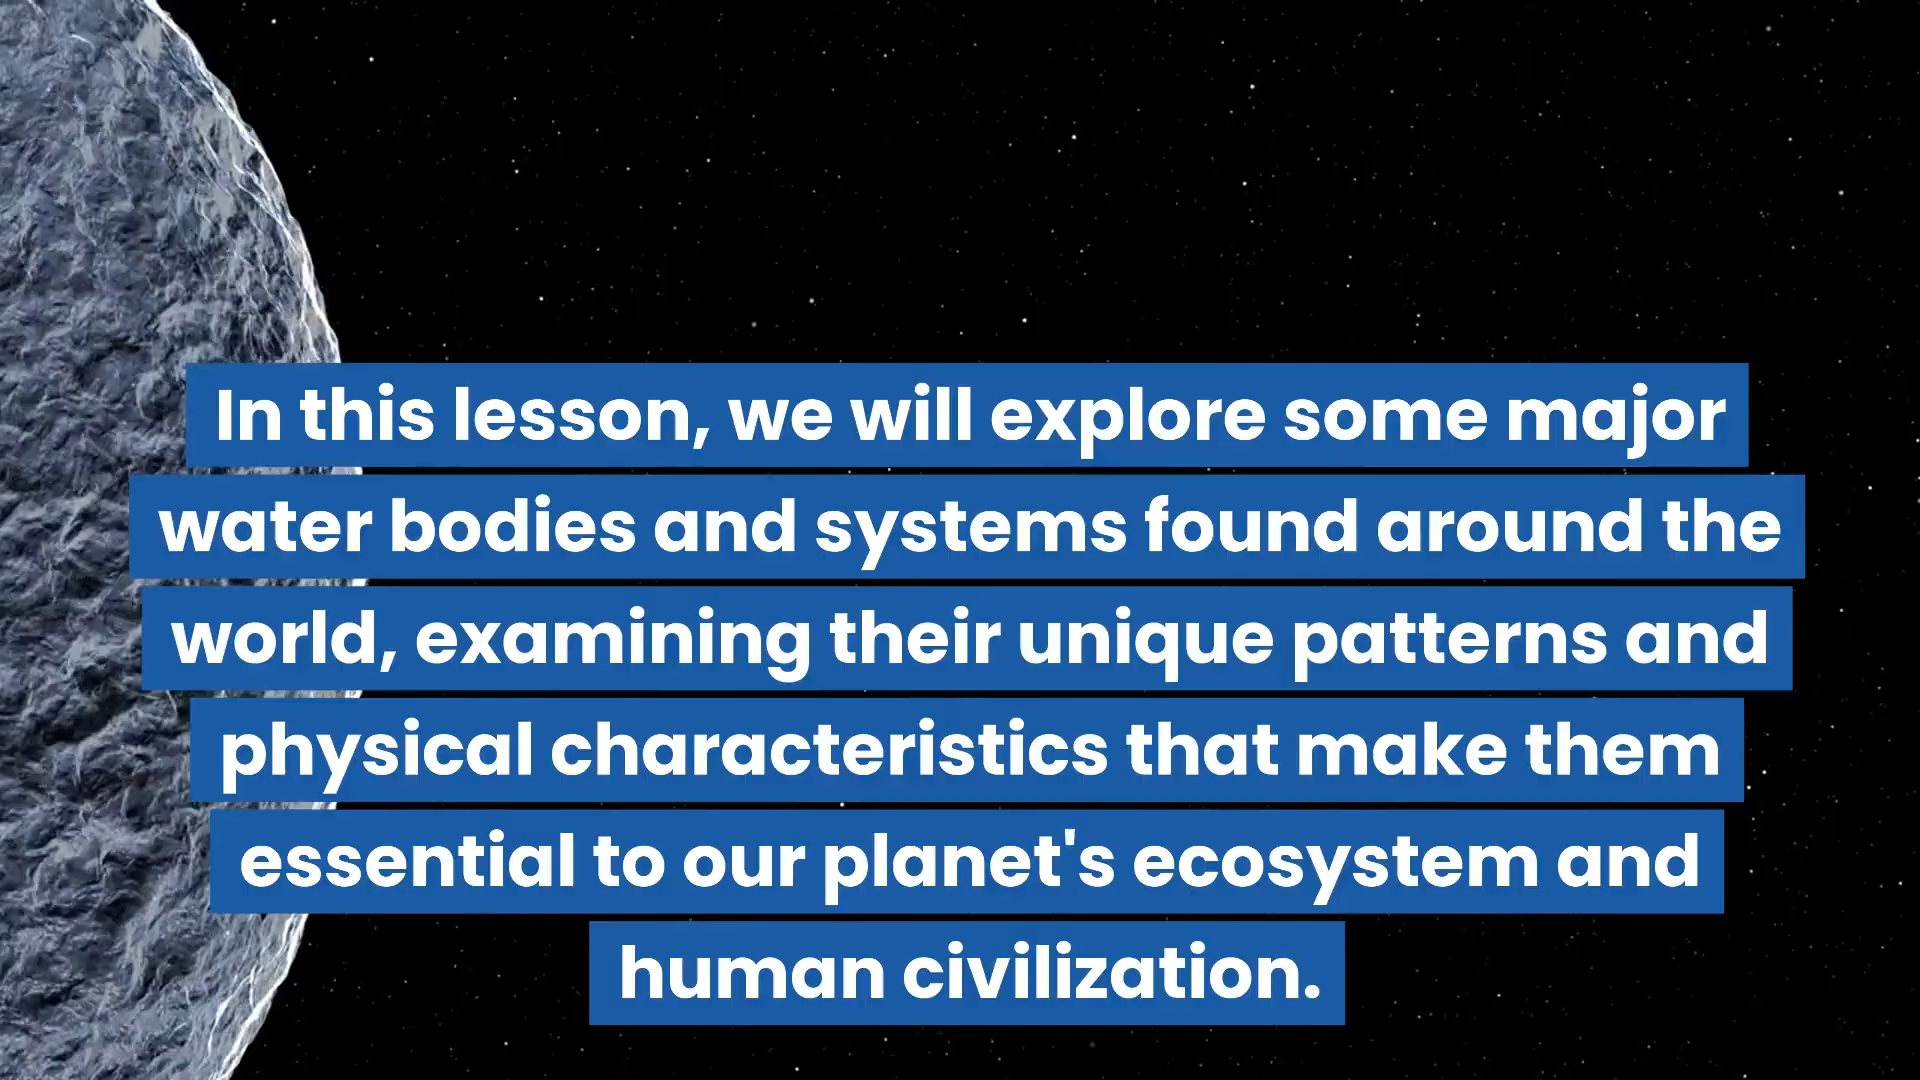 In this lesson, we will explore some major
water bodies and systems found around the
world, examining their unique patterns and
physical characteristics that make them
essential to our planet's ecosystem and
human civilization.